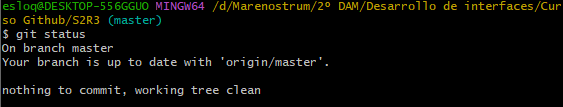 esloq@DESKTOP-556GGUO MINGW64 /d/Marenostrum/2º DAM/Desarrollo de interfaces/Cur
so Github/S2R3 (master)
$ git status
On branch master
Your branch is up to date with 'origin/master'.
nothing to commit, working tree clean